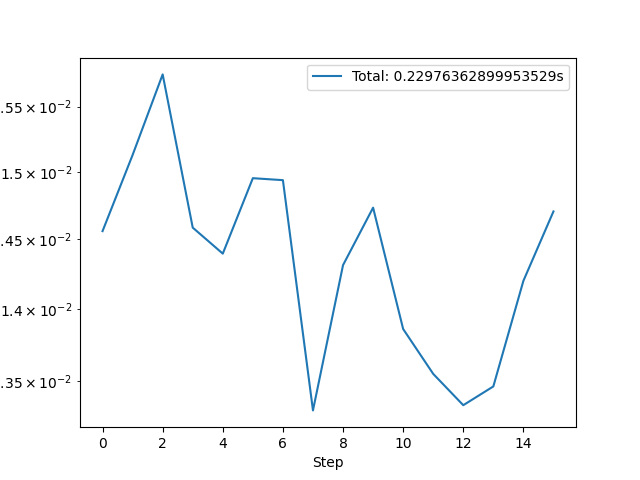 Total: 0.22976362899953529s
.55 × 10⁻²
1.5 × 10⁻²
.45 × 10⁻²
1.4 × 10⁻²
.35 × 10⁻²
0 2 4 6 8 10 12 14
Step